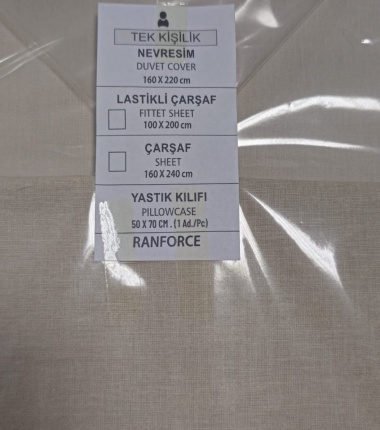 TEK KİŞİLİK
NEVRESİM
DUVET COVER
160 X 220 cm
LASTİKLİ ÇARŞAF
FITTET SHEET
100 X 200 cm
ÇARŞAF
SHEET
160 X 240 cm
YASTIK KILIFI
PILLOWCASE
50 X 70 CM . (1 Ad./Pc)
RANFORCE